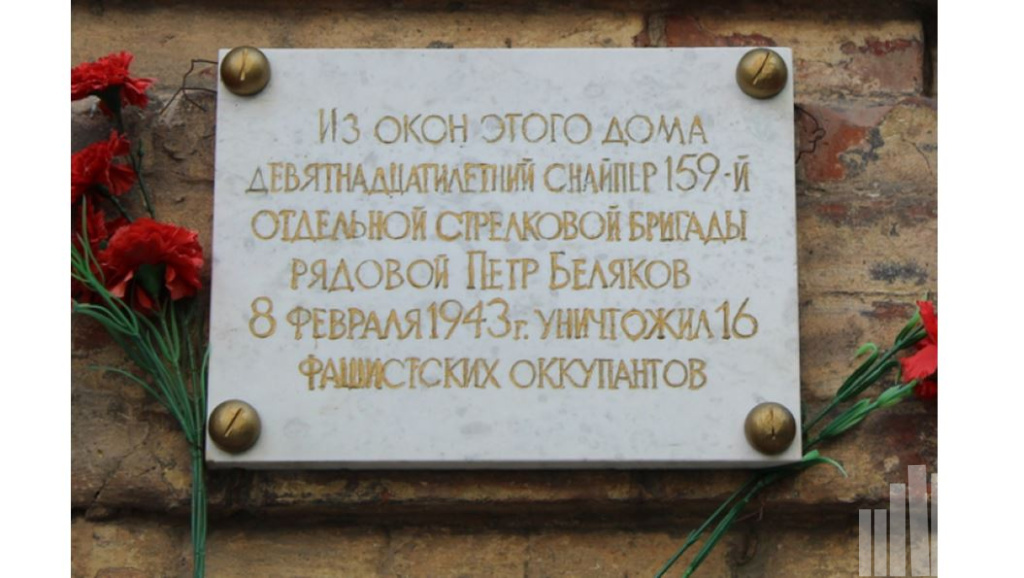 Из окон этого дома
девятнадцатилетний снайпер 159-й
отдельной стрелковой бригады
рядовой Петр Беляков
8 февраля 1943г. уничтожил 16
фашистских оккупантов